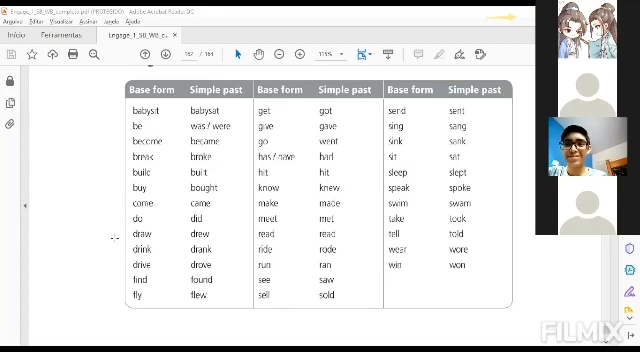 Engage_1_SB_WB_completo.pdf (PROTEGIDO) - Adobe Acrobat Reader DC
Arquivo Editar Visualizar Assinar Janela Ajuda
Início Ferramentas Engage_1_SB_WB_c... ×
162 / 164 115%
Base form Simple past Base form Simple past Base form Simple past
babysit babysat get got send sent
be was / were give gave sing sang
become became go went sink sank
break broke has / have had sit sat
build built hit hit sleep slept
buy bought know knew speak spoke
come came make made swim swam
do did meet met take took
draw drew read read tell told
drink drank ride rode wear wore
drive drove run ran win won
find found see saw
fly flew sell sold
FILMIX